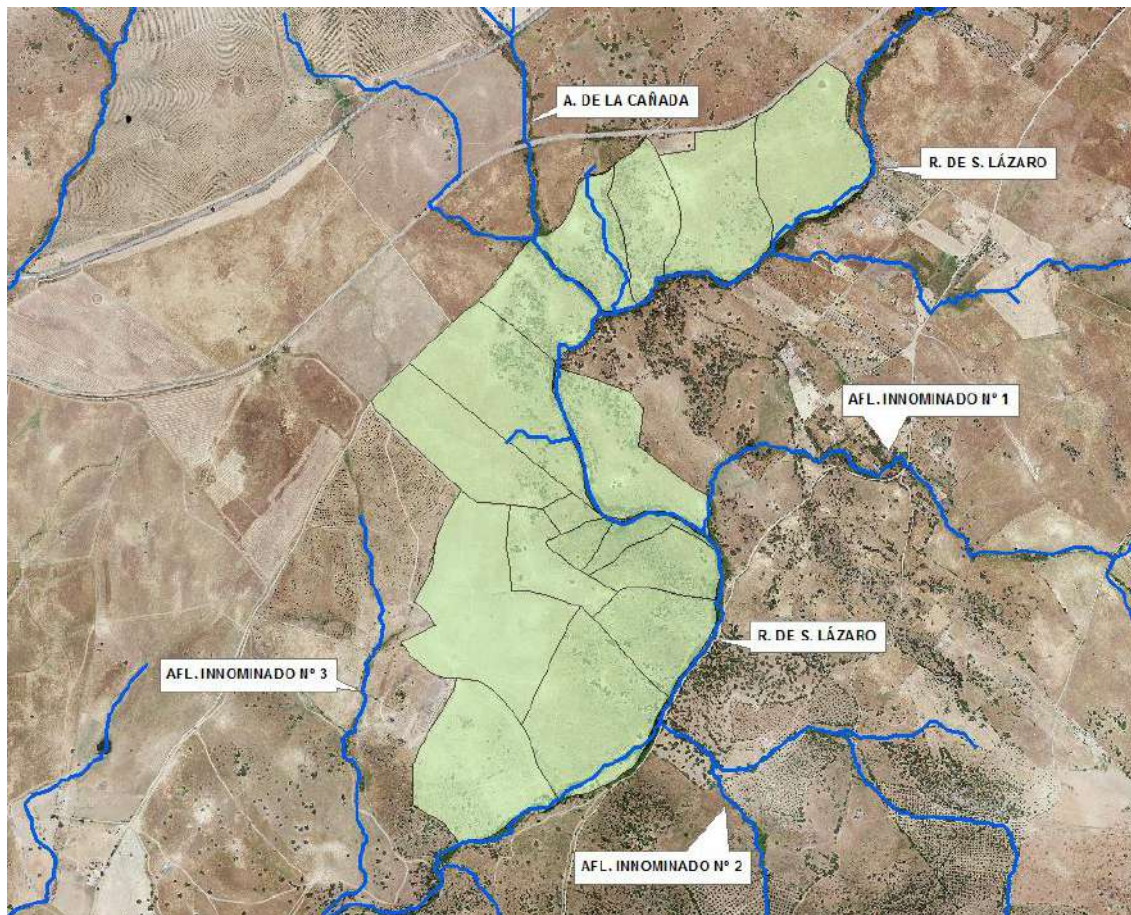 A. DE LA CAÑADA
R. DE S. LÁZARO
AFL. INNOMINADO Nº 1
R. DE S. LÁZARO
AFL. INNOMINADO Nº 3
AFL. INNOMINADO Nº 2